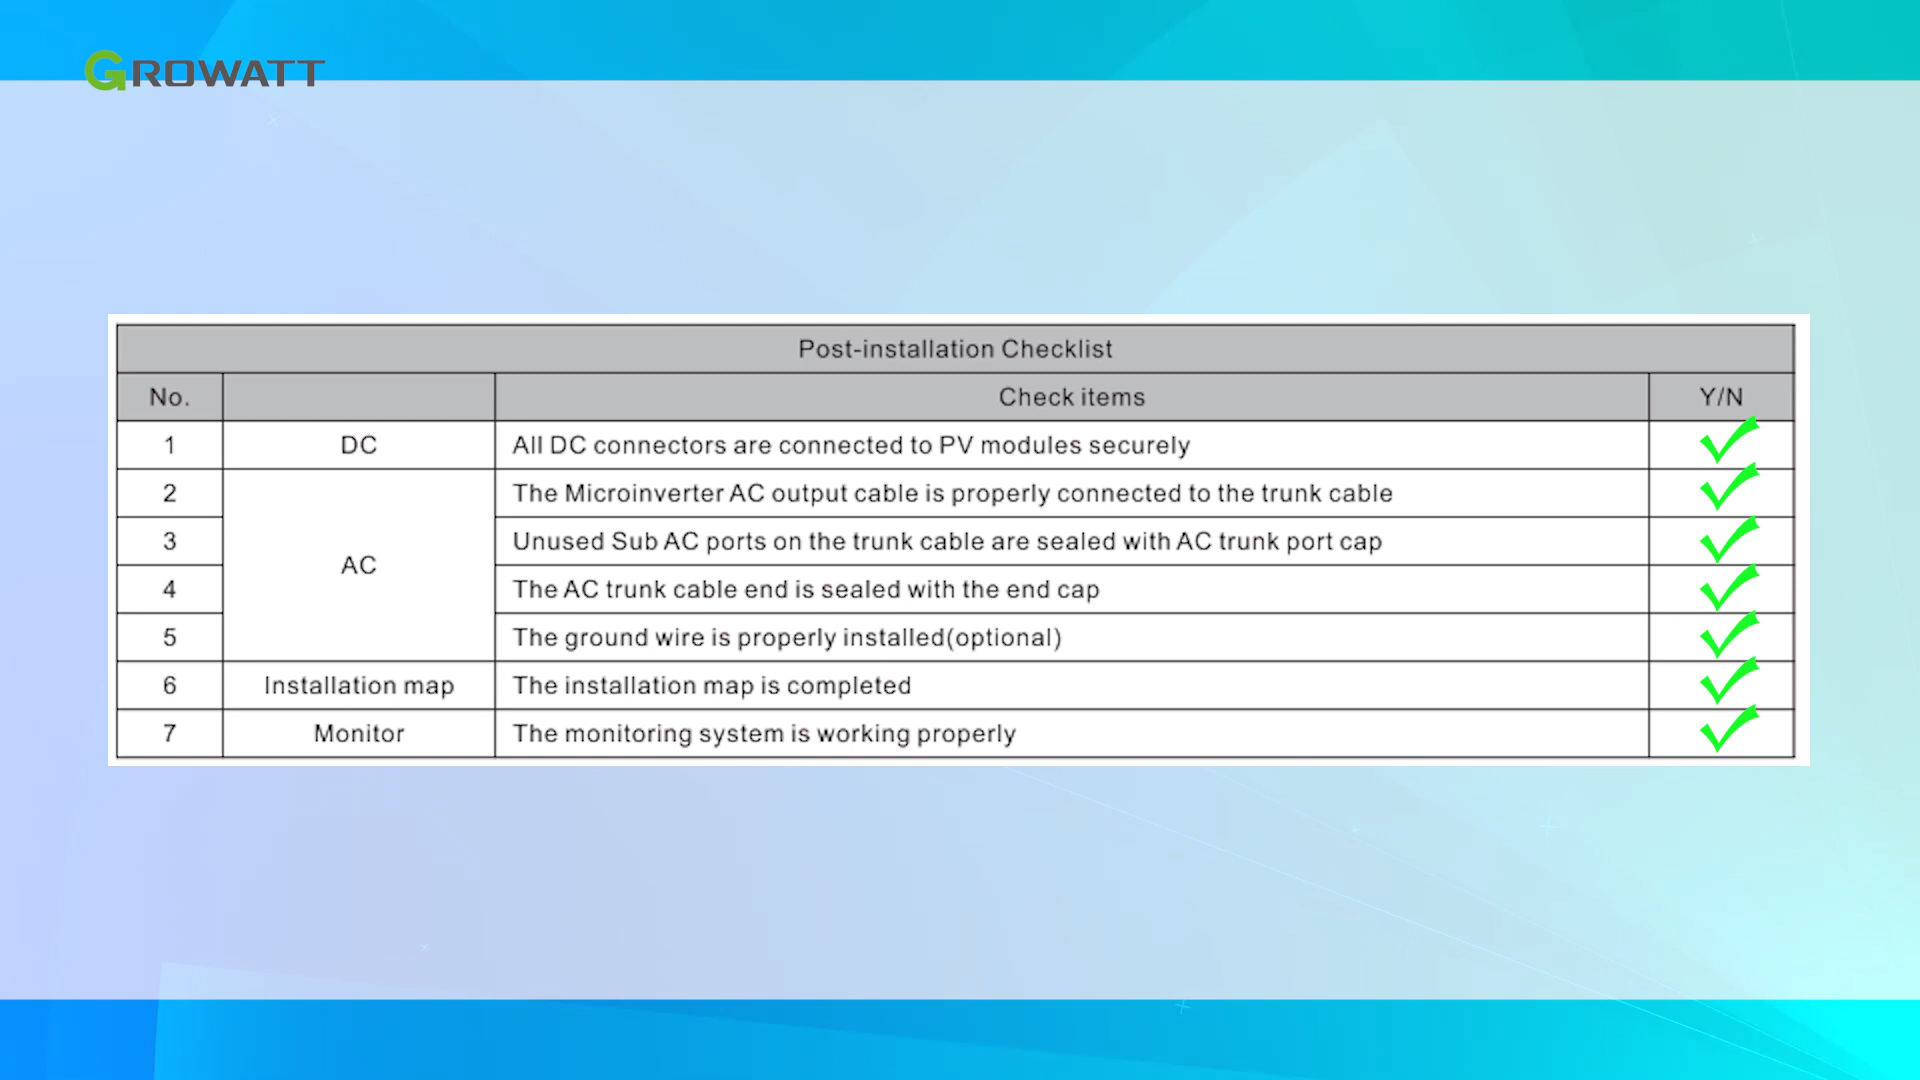 GROWATT
Post-installation Checklist
No. Check items Y/N
1 DC All DC connectors are connected to PV modules securely
2 The Microinverter AC output cable is properly connected to the trunk cable
3 Unused Sub AC ports on the trunk cable are sealed with AC trunk port cap
AC
4 The AC trunk cable end is sealed with the end cap
5 The ground wire is properly installed(optional)
6 Installation map The installation map is completed
7 Monitor The monitoring system is working properly